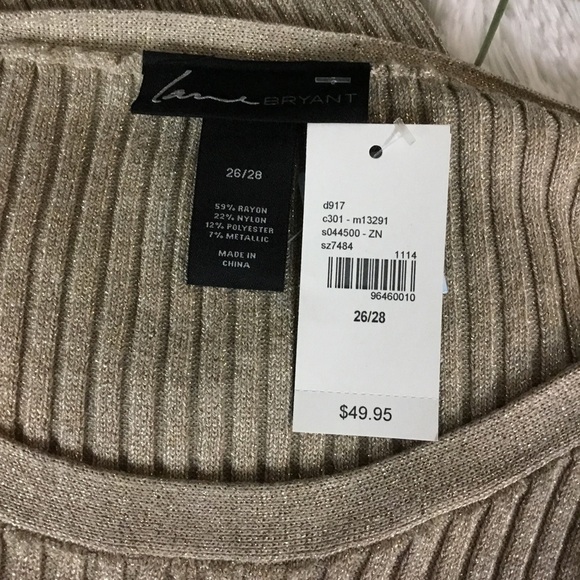 Lane BRYANT
26/28
59% RAYON
22% NYLON
12% POLYESTER
7% METALLIC
MADE IN
CHINA
d917
c301 - m13291
s044500 - ZN
sz7484
1114
96460010
26/28
$49.95